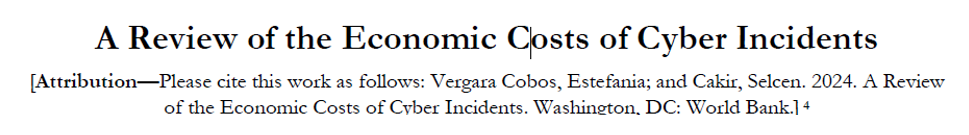 A Review of the Economic Costs of Cyber Incidents
[Attribution—Please cite this work as follows: Vergara Cobos, Estefania; and Cakir, Selcen. 2024. A Review
of the Economic Costs of Cyber Incidents. Washington, DC: World Bank.] 4